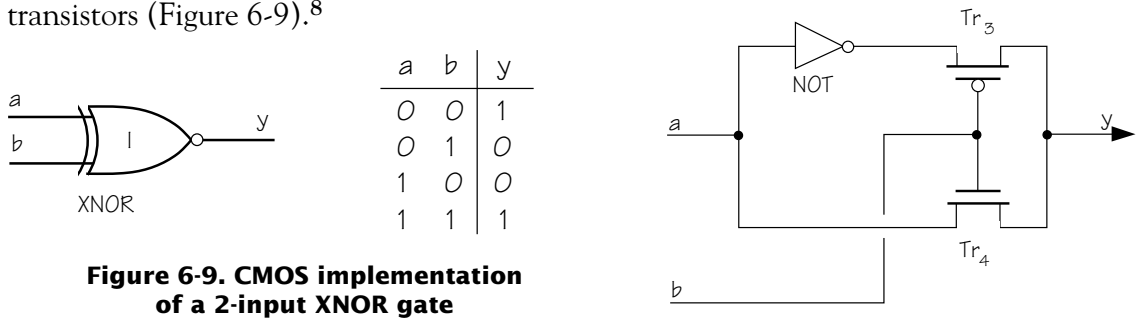 transistors (Figure 6-9).⁸
a
b
|
y
XNOR
a b y
0 0 1
0 1 0
1 0 0
1 1 1
Figure 6-9. CMOS implementation
of a 2-input XNOR gate
Tr3
NOT
a
y
Tr4
b